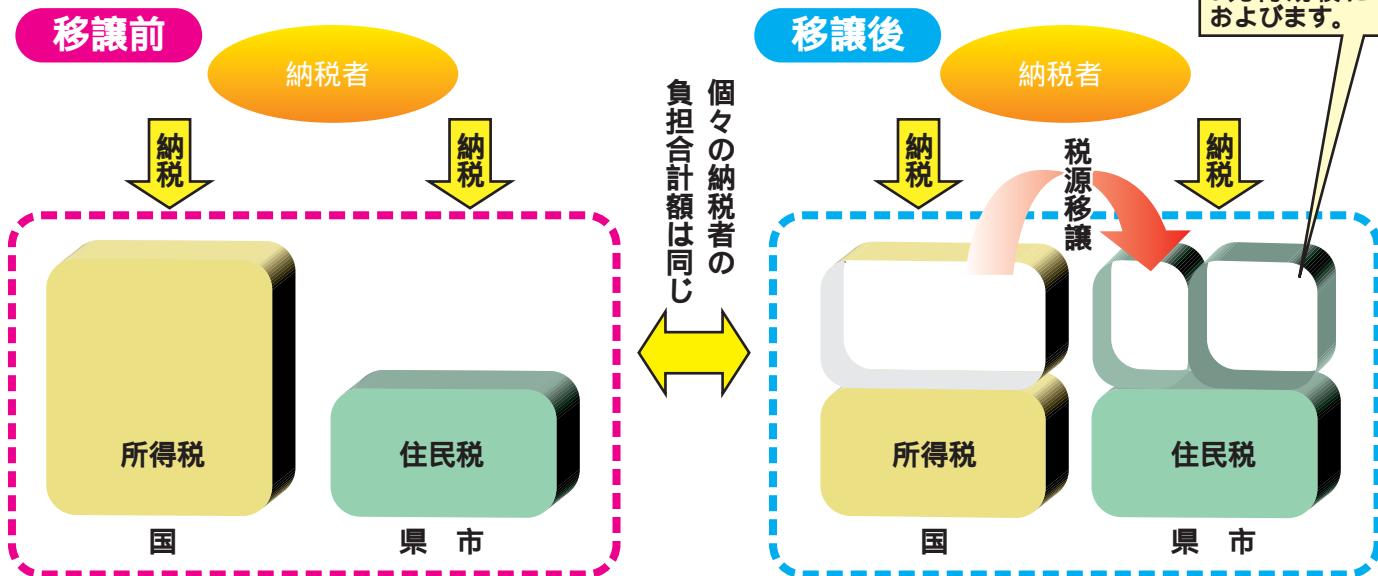 移譲前
納税者
納税
納税
所得税
住民税
国
県 市
個々の納税者の
負担合計額は同じ
移譲後
納税者
納税
税源移譲
納税
およびます。
所得税
住民税
国
県 市